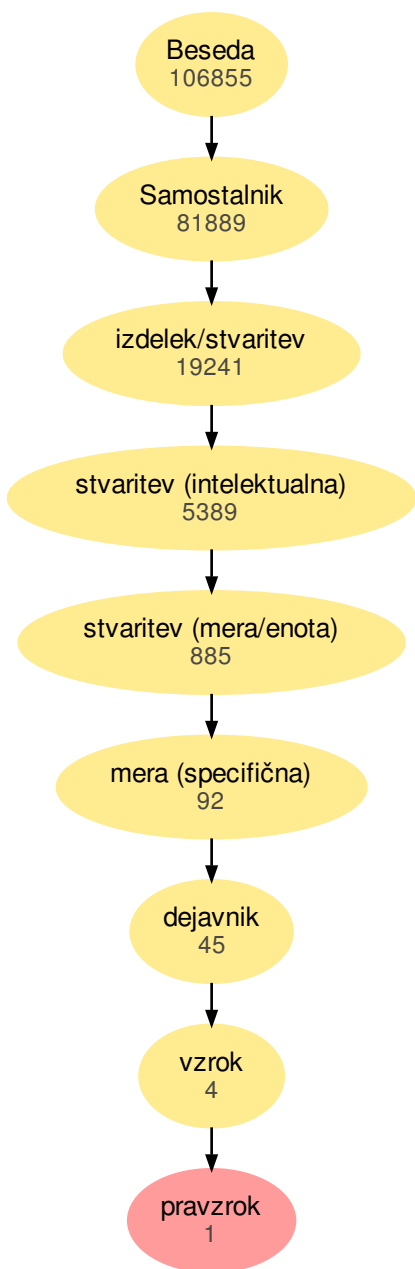 Beseda
106855
Samostalnik
81889
izdelek/stvaritev
19241
stvaritev (intelektualna)
5389
stvaritev (mera/enota)
885
mera (specifična)
92
dejavnik
45
vzrok
4
pravzrok
1